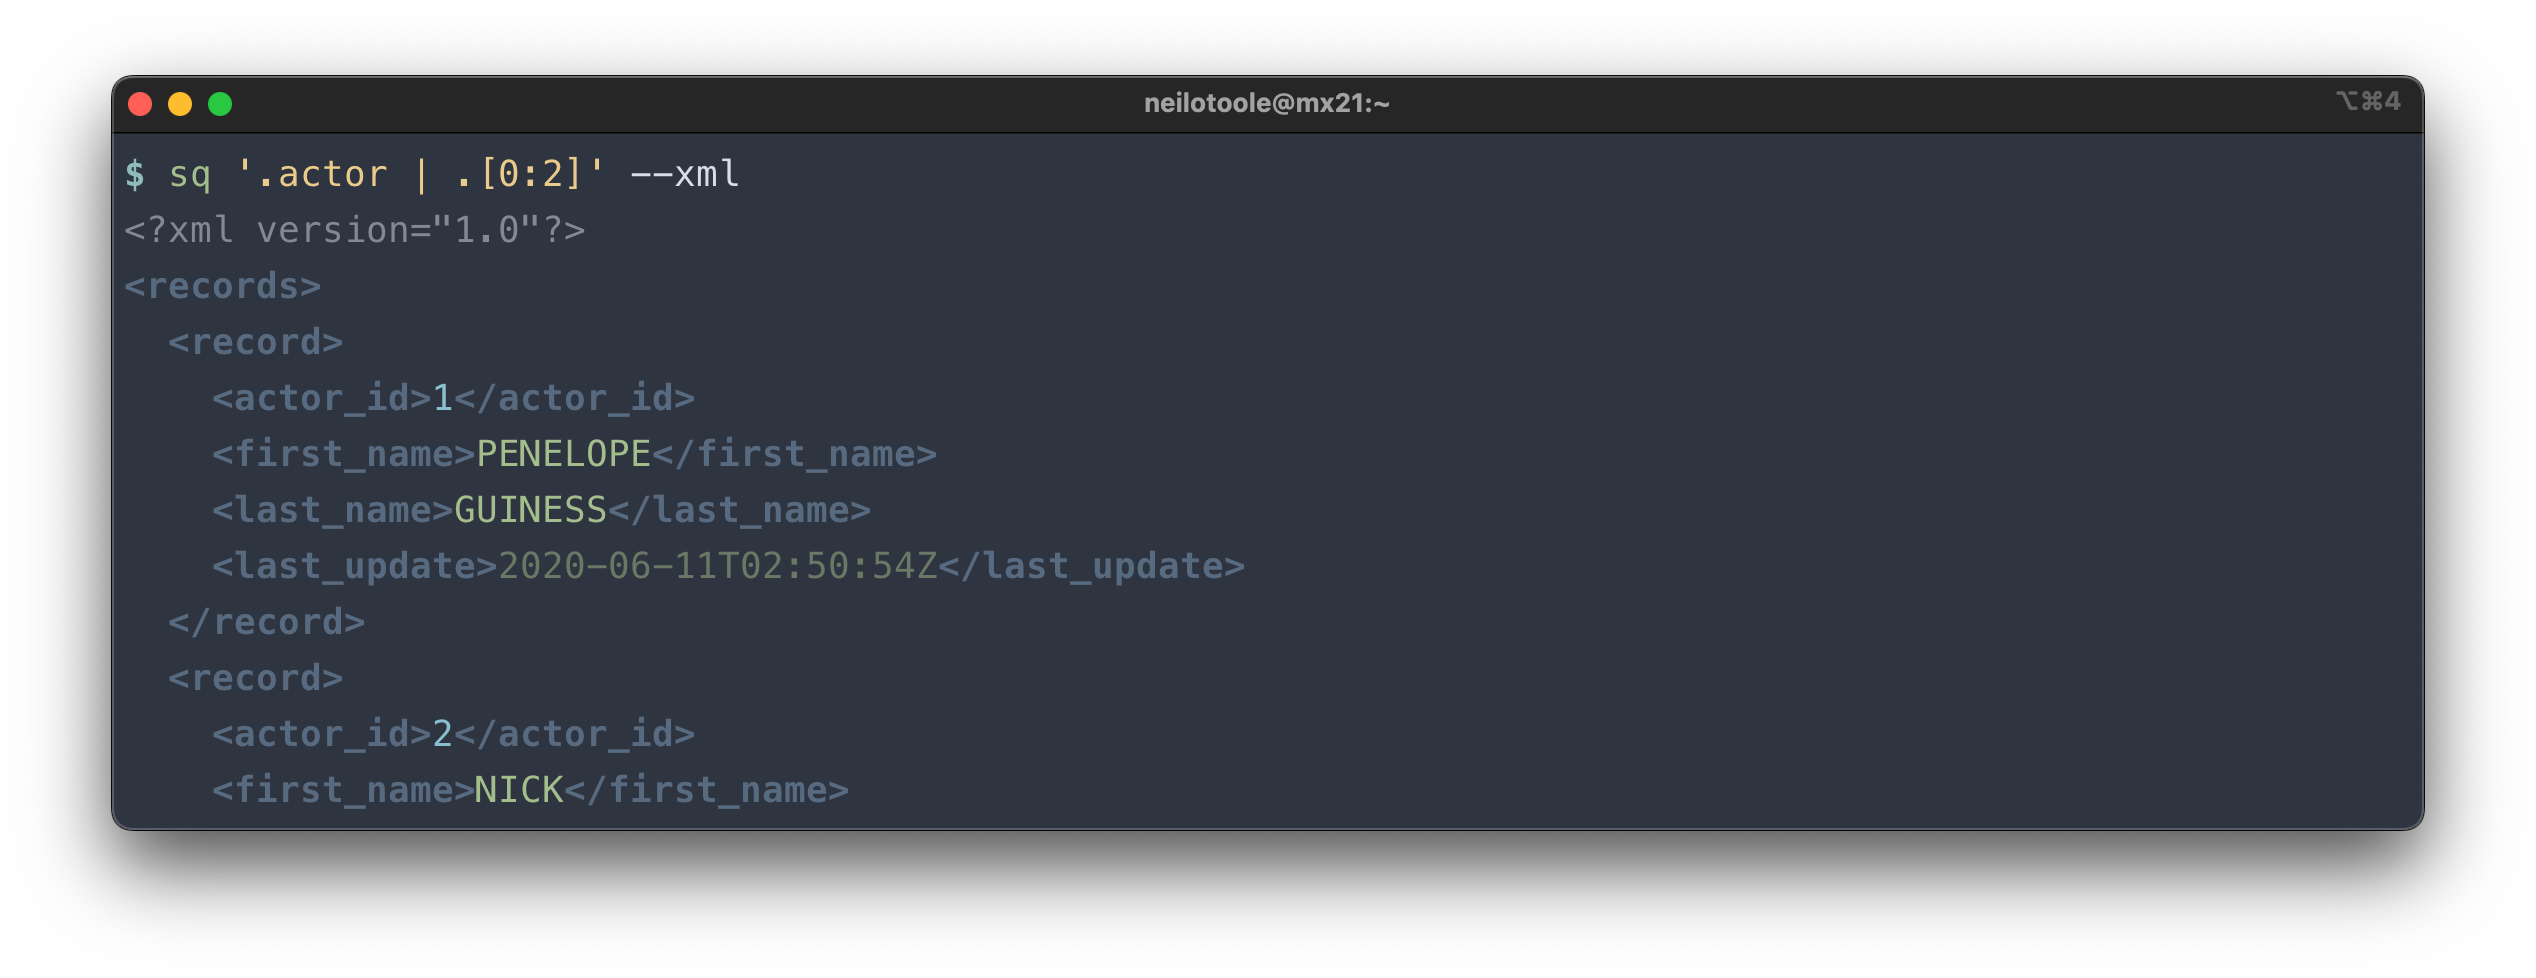 neilotoole@mx21:~
⌥⌘4
$ sq '.actor | .[0:2]' --xml
<?xml version="1.0"?>
<records>
  <record>
    <actor_id>1</actor_id>
    <first_name>PENELOPE</first_name>
    <last_name>GUINESS</last_name>
    <last_update>2020-06-11T02:50:54Z</last_update>
  </record>
  <record>
    <actor_id>2</actor_id>
    <first_name>NICK</first_name>